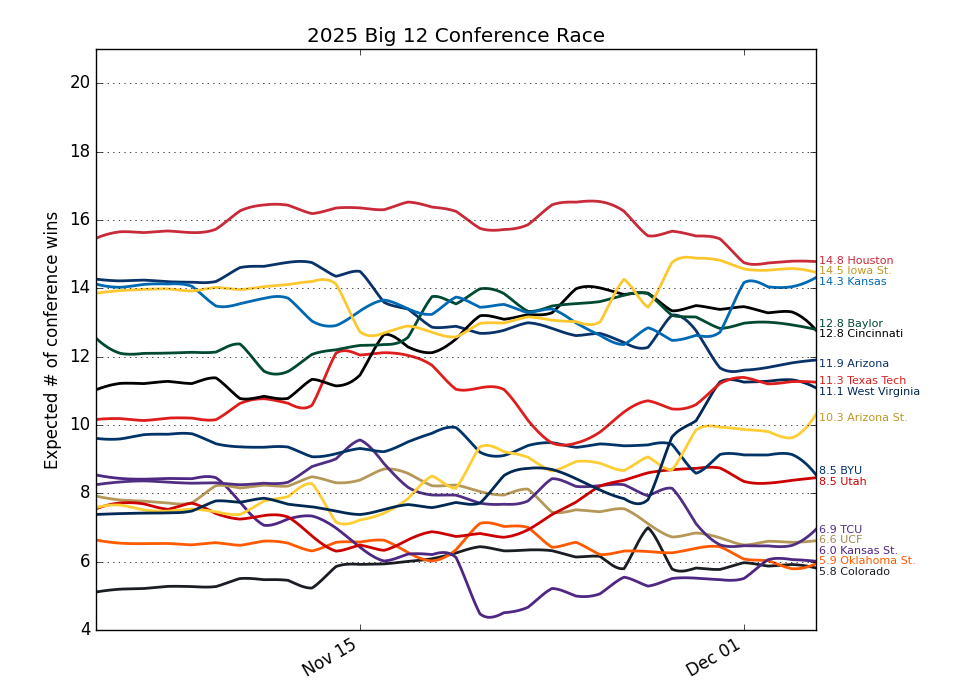 2025 Big 12 Conference Race
Expected # of conference wins
20
18
16
14
12
10
8
6
4
Nov 15
Dec 01
14.8 Houston
14.5 Iowa St.
14.3 Kansas
12.8 Baylor
12.8 Cincinnati
11.9 Arizona
11.3 Texas Tech
11.1 West Virginia
10.3 Arizona St.
8.5 BYU
8.5 Utah
6.9 TCU
6.6 UCF
6.0 Kansas St.
5.9 Oklahoma St.
5.8 Colorado